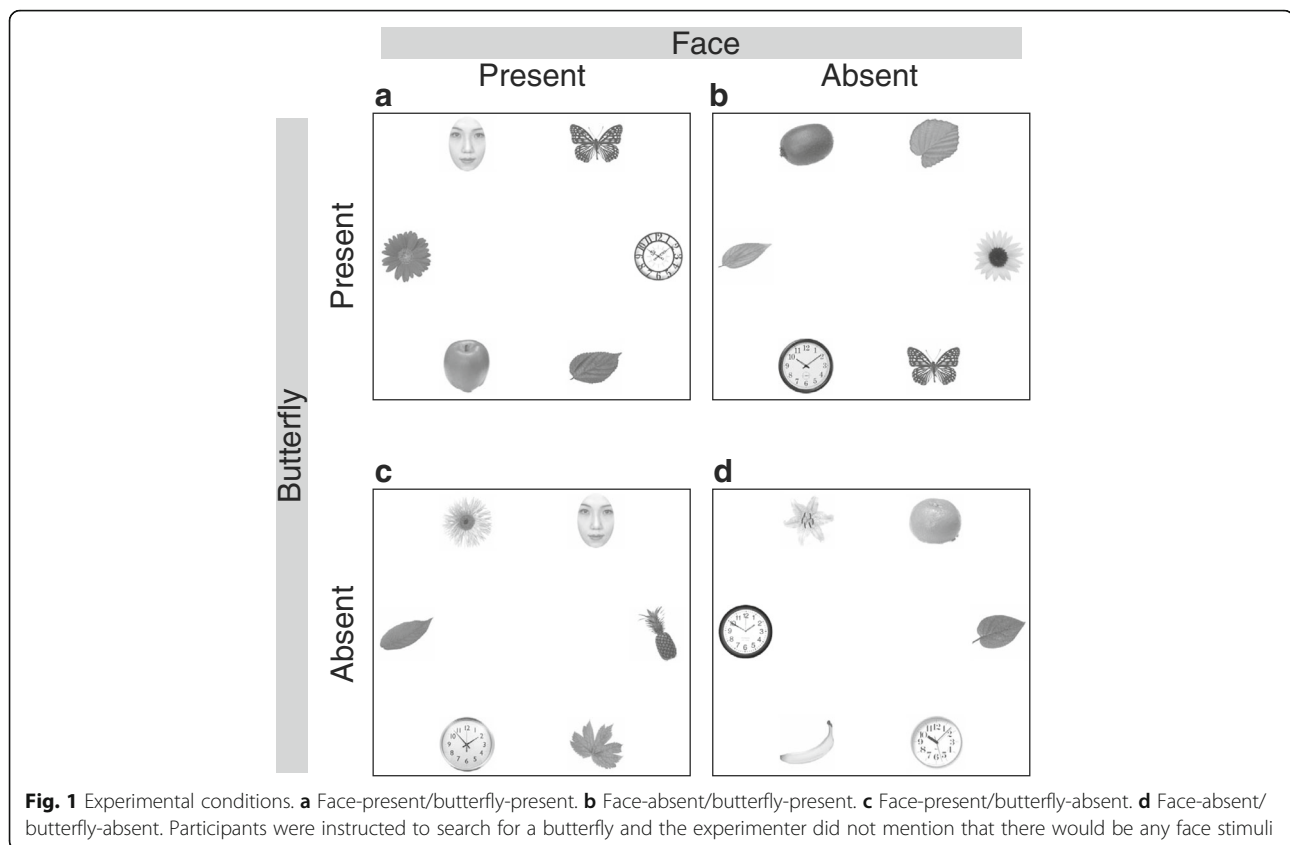 Face
Present Absent
a b
Butterfly
Present
c d
Absent
Fig. 1 Experimental conditions. a Face-present/butterfly-present. b Face-absent/butterfly-present. c Face-present/butterfly-absent. d Face-absent/
butterfly-absent. Participants were instructed to search for a butterfly and the experimenter did not mention that there would be any face stimuli